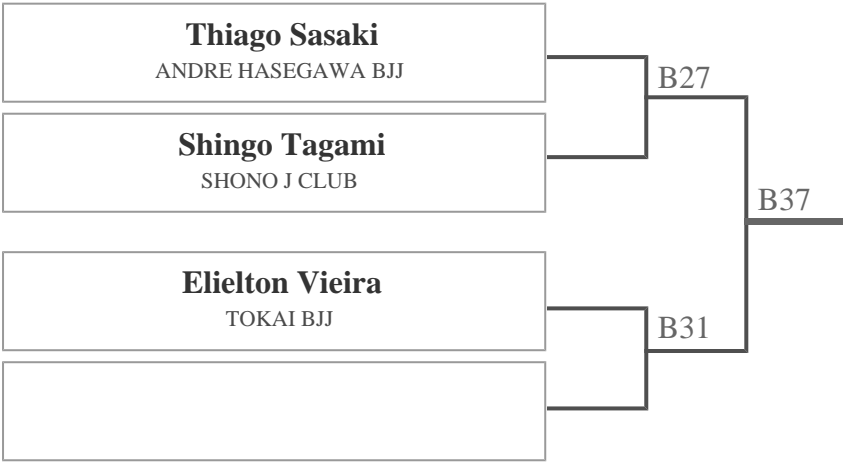 Thiago Sasaki
ANDRE HASEGAWA BJJ
B27
Shingo Tagami
SHONO J CLUB
B37
Elielton Vieira
TOKAI BJJ
B31